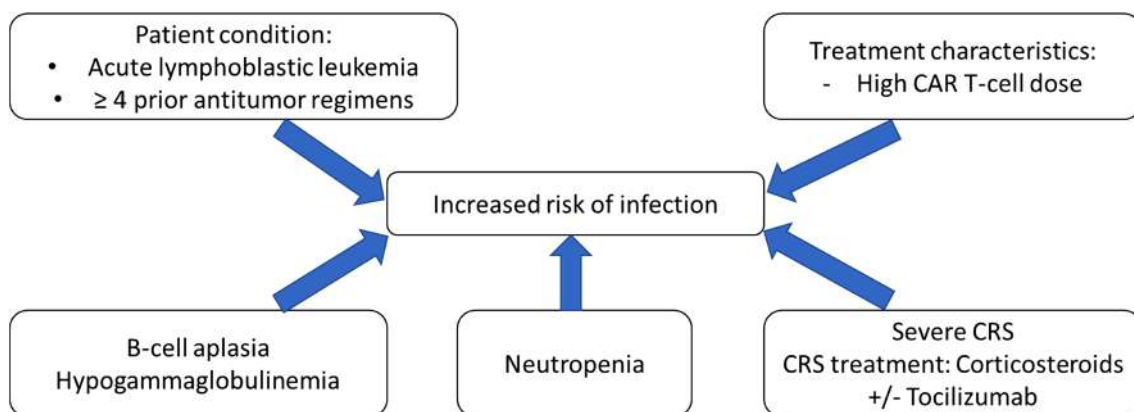 Patient condition:
• Acute lymphoblastic leukemia
• ≥ 4 prior antitumor regimens
Treatment characteristics:
- High CAR T-cell dose
Increased risk of infection
B-cell aplasia
Hypogammaglobulinemia
Neutropenia
Severe CRS
CRS treatment: Corticosteroids
+/- Tocilizumab